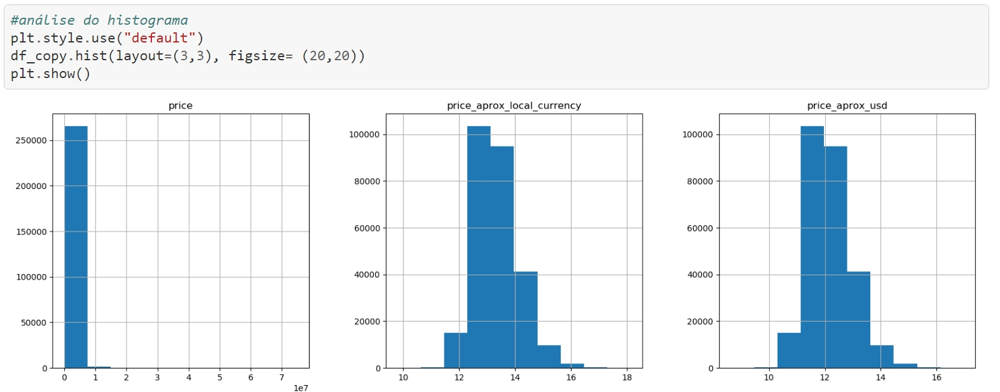 #análise do histograma
plt.style.use("default")
df_copy.hist(layout=(3,3), figsize= (20,20))
plt.show()
price
250000
200000
150000
100000
50000
0
0 1 2 3 4 5 6 7
1e7
price_aprox_local_currency
100000
80000
60000
40000
20000
0
10 12 14 16 18
price_aprox_usd
100000
80000
60000
40000
20000
0
10 12 14 16